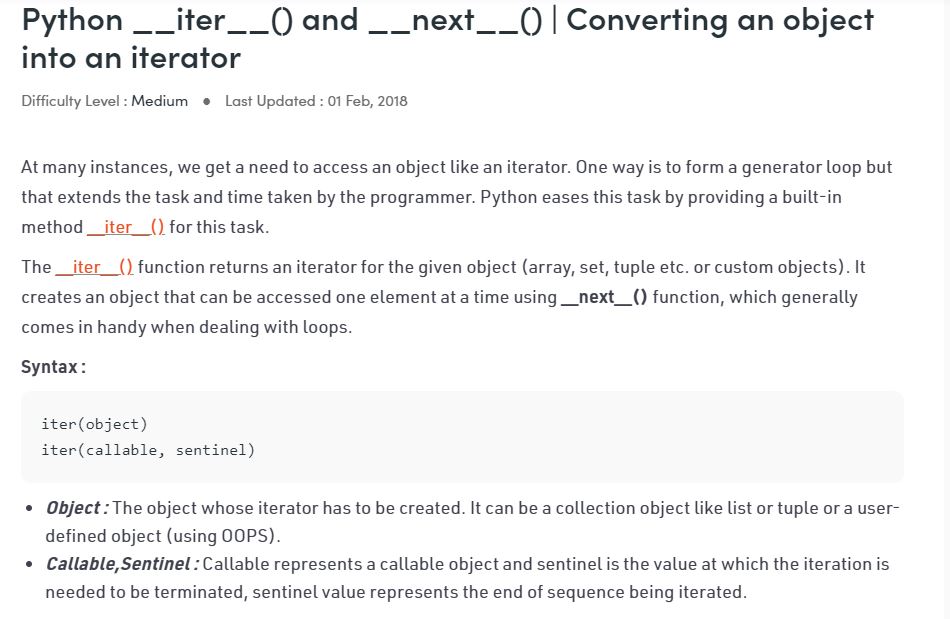 Python __iter__() and __next__() | Converting an object
into an iterator
Difficulty Level : Medium ● Last Updated : 01 Feb, 2018
At many instances, we get a need to access an object like an iterator. One way is to form a generator loop but
that extends the task and time taken by the programmer. Python eases this task by providing a built-in
method __iter__() for this task.
The __iter__() function returns an iterator for the given object (array, set, tuple etc. or custom objects). It
creates an object that can be accessed one element at a time using __next__() function, which generally
comes in handy when dealing with loops.
Syntax :
iter(object)
iter(callable, sentinel)
• Object : The object whose iterator has to be created. It can be a collection object like list or tuple or a user-
defined object (using OOPS).
• Callable,Sentinel : Callable represents a callable object and sentinel is the value at which the iteration is
needed to be terminated, sentinel value represents the end of sequence being iterated.